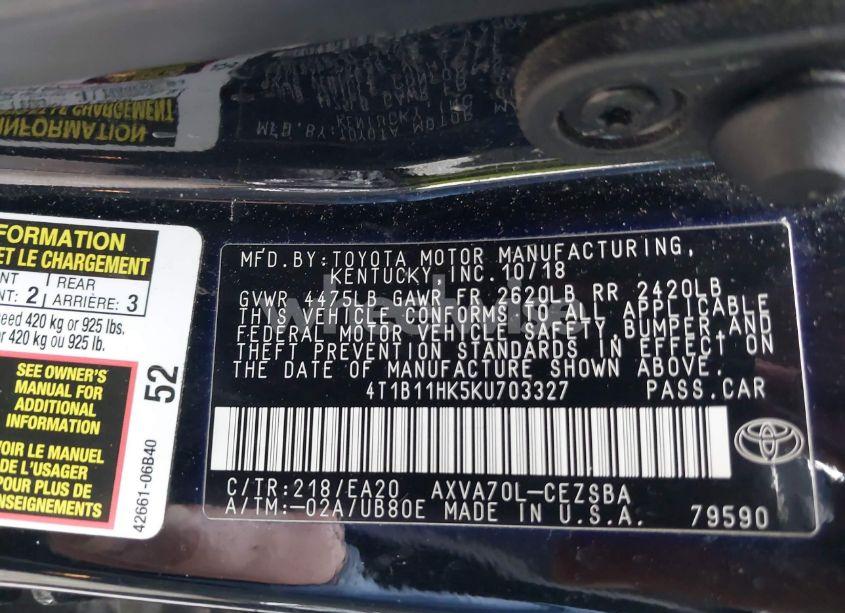 FORMATION
ET LE CHARGEMENT
2 REAR
ARRIÈRE: 3
420 kg or 925 lbs.
420 kg ou 925 lb.
SEE OWNER'S
MANUAL FOR
ADDITIONAL
INFORMATION
VOIR LE MANUEL
DE L'USAGER
POUR PLUS DE
42661-06B40
52
MFD.BY:TOYOTA MOTOR MANUFACTURING,
KENTUCKY, INC.10/18
GVWR 4475LB GAWR FR 2620LB RR 2420LB
THIS VEHICLE CONFORMS TO ALL APPLICABLE
FEDERAL MOTOR VEHICLE SAFETY, BUMPER, AND
THEFT PREVENTION STANDARDS IN EFFECT ON
THE DATE OF MANUFACTURE SHOWN ABOVE.
4T1B11HK5KU703327 PASS.CAR
C/TR:218/EA20 AXVA70L-CEZSBA
A/TM:-02A/UB80E MADE IN U.S.A. 79590